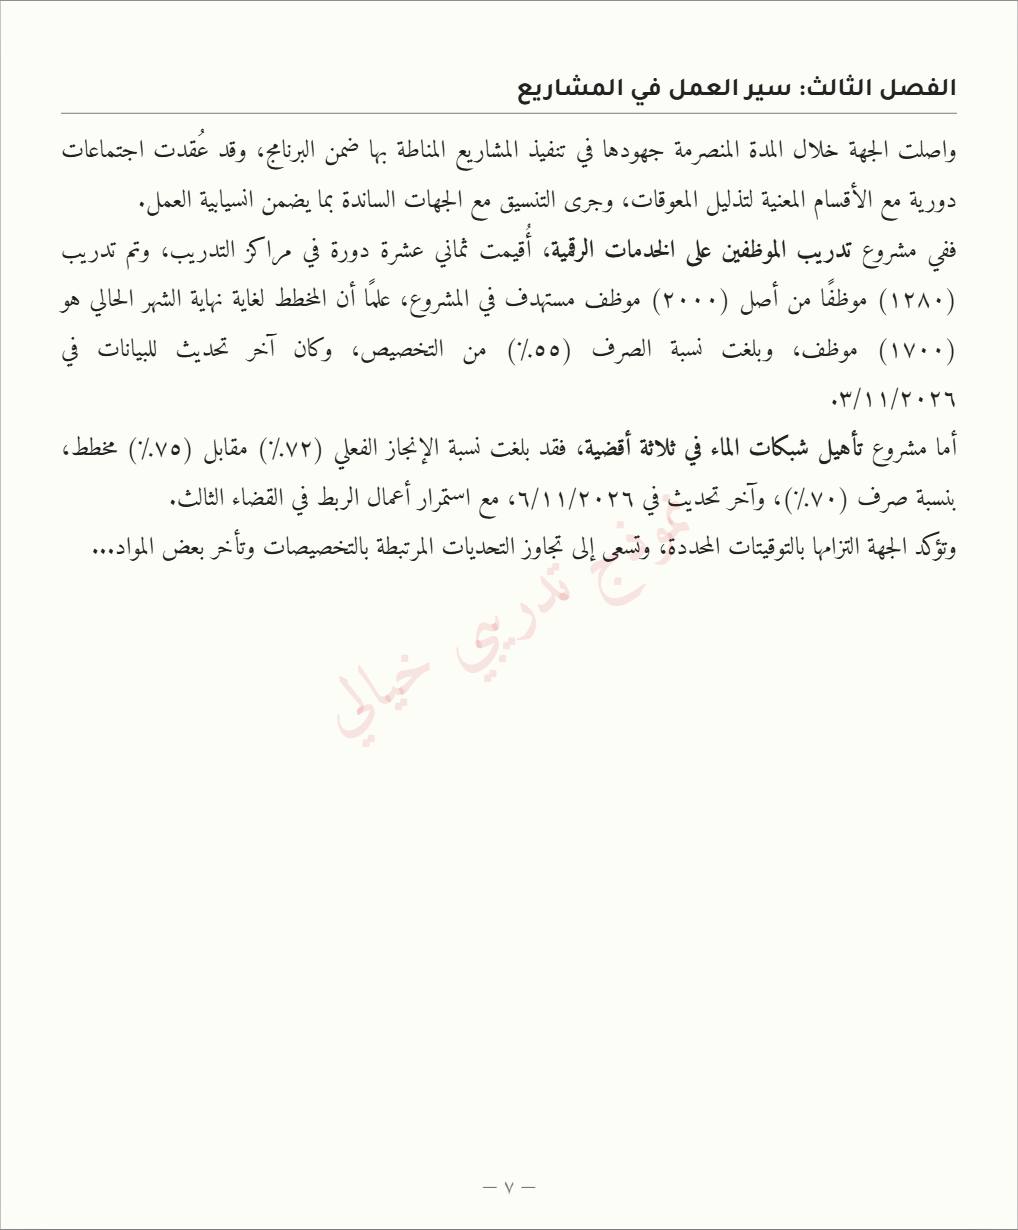 الفصل الثالث: سير العمل في المشاريع
واصلت الجهة خلال المدة المنصرمة جهودها في تنفيذ المشاريع المناطة بها ضمن البرنامج، وقد عُقدت اجتماعات
دورية مع الأقسام المعنية لتذليل المعوقات، وجرى التنسيق مع الجهات الساندة بما يضمن انسيابية العمل.
ففي مشروع تدريب الموظفين على الخدمات الرقمية، أُقيمت ثماني عشرة دورة في مراكز التدريب، وتم تدريب
(١٢٨٠) موظفًا من أصل (٢٠٠٠) موظف مستهدف في المشروع، علمًا أن المخطط لغاية نهاية الشهر الحالي هو
(١٧٠٠) موظف، وبلغت نسبة الصرف (٥٥٪) من التخصيص، وكان آخر تحديث للبيانات في
٣/١١/٢٠٢٦.
أما مشروع تأهيل شبكات الماء في ثلاثة أقضية، فقد بلغت نسبة الإنجاز الفعلي (٧٢٪) مقابل (٧٥٪) مخطط،
بنسبة صرف (٧٠٪)، وآخر تحديث في ٦/١١/٢٠٢٦، مع استمرار أعمال الربط في القضاء الثالث.
وتؤكد الجهة التزامها بالتوقيتات المحددة، وتسعى إلى تجاوز التحديات المرتبطة بالتخصيصات وتأخر بعض المواد...
نموذج تدريبي خيالي
— ٧ —